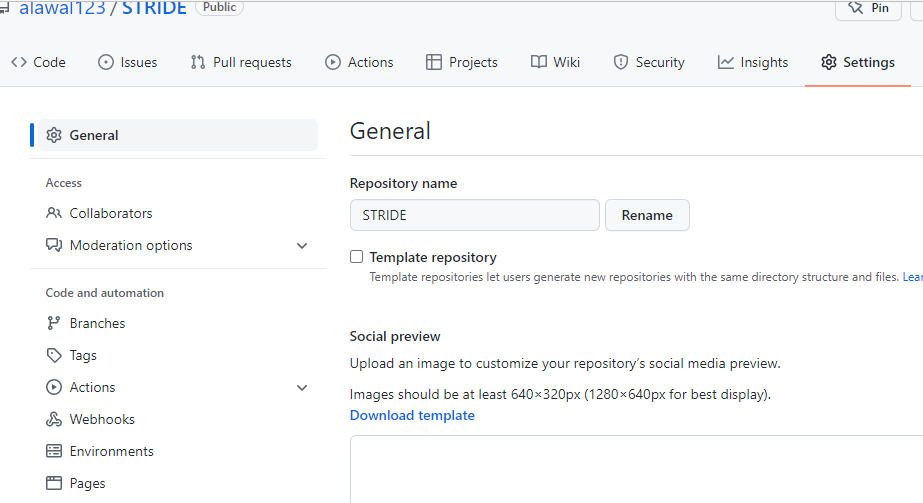 alawal123 / STRIDE Public
Pin
Code Issues Pull requests Actions Projects Wiki Security Insights Settings
General
Access
Collaborators
Moderation options
Code and automation
Branches
Tags
Actions
Webhooks
Environments
Pages
General
Repository name
STRIDE Rename
Template repository
Template repositories let users generate new repositories with the same directory structure and files.
Social preview
Upload an image to customize your repository’s social media preview.
Images should be at least 640×320px (1280×640px for best display).
Download template